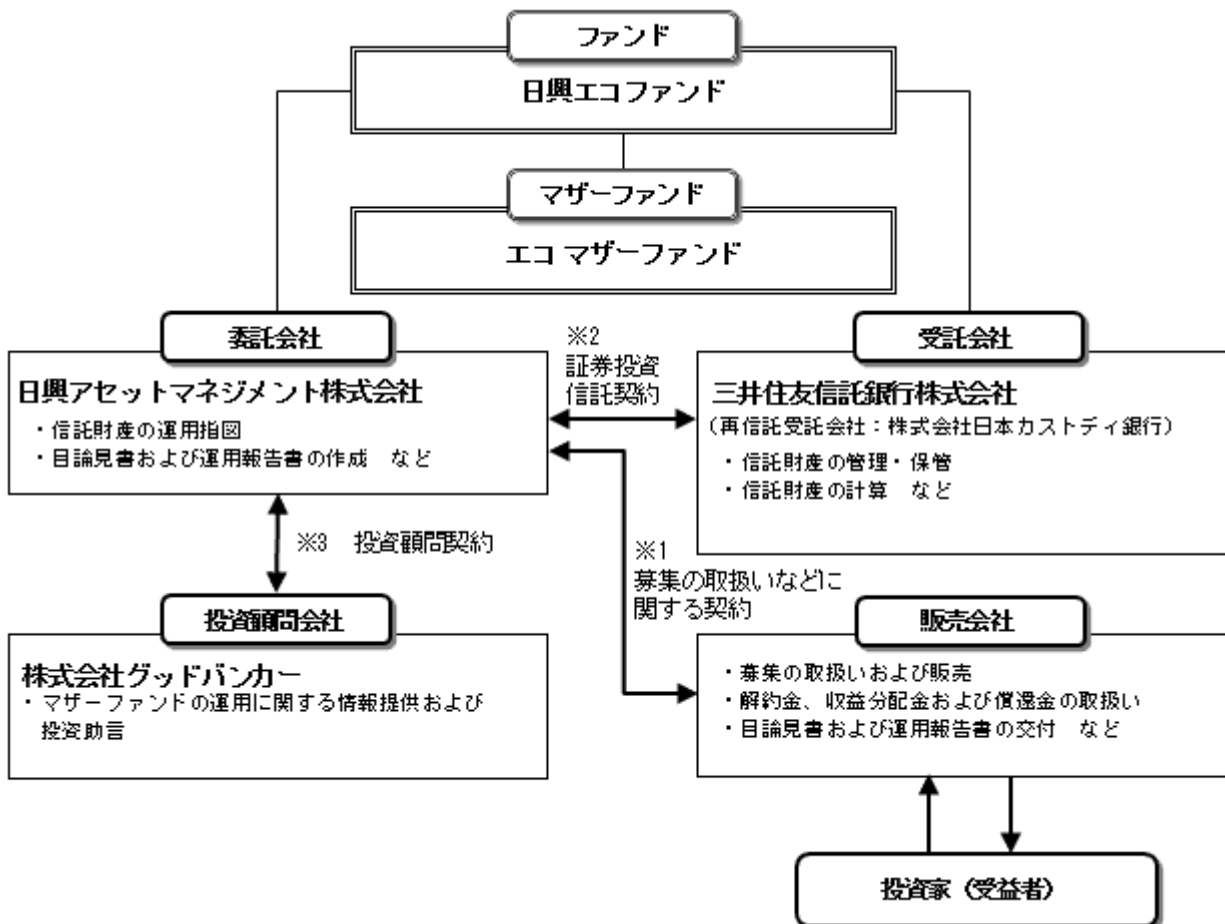 ファンド
日興エコファンド
マザーファンド
エコ マザーファンド
委託会社
日興アセットマネジメント株式会社
・信託財産の運用指図
・目論見書および運用報告書の作成　など
※2
証券投資
信託契約
受託会社
三井住友信託銀行株式会社
（再信託受託会社：株式会社日本カストディ銀行）
・信託財産の管理・保管
・信託財産の計算　など
※3　投資顧問契約
※1
募集の取扱いなどに
関する契約
投資顧問会社
株式会社グッドバンカー
・マザーファンドの運用に関する情報提供および
投資助言
販売会社
・募集の取扱いおよび販売
・解約金、収益分配金および償還金の取扱い
・目論見書および運用報告書の交付　など
投資家（受益者）